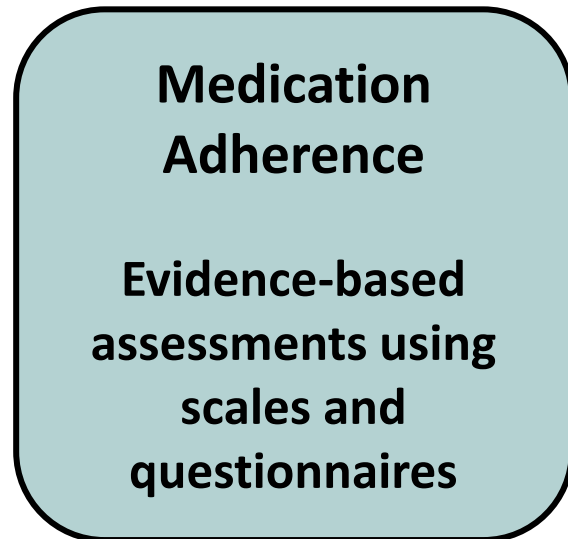 Medication
Adherence
Evidence-based
assessments using
scales and
questionnaires